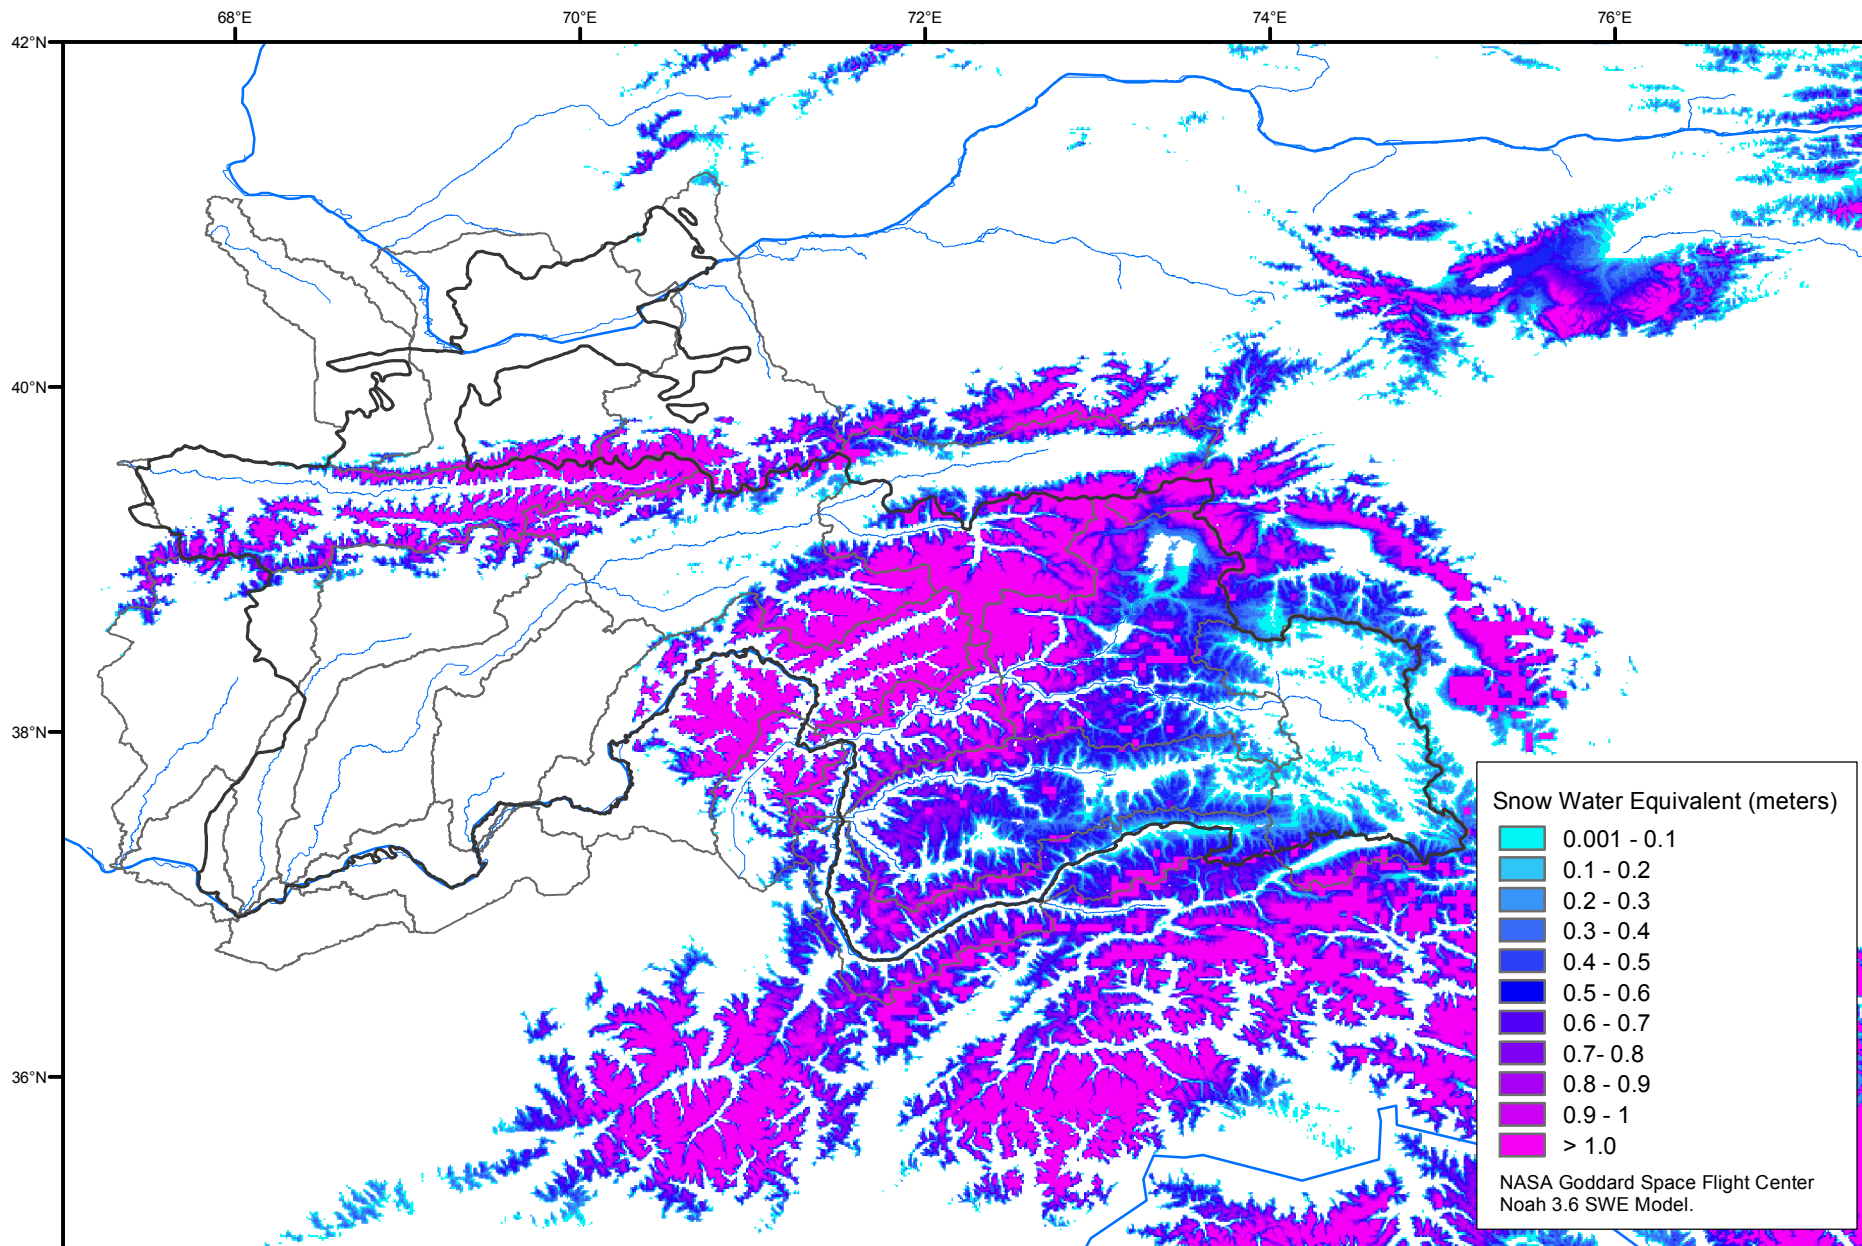 68°E
70°E
72°E
74°E
76°E
42°N
40°N
38°N
36°N
Snow Water Equivalent (meters)
0.001 - 0.1
0.1 - 0.2
0.2 - 0.3
0.3 - 0.4
0.4 - 0.5
0.5 - 0.6
0.6 - 0.7
0.7- 0.8
0.8 - 0.9
0.9 - 1
> 1.0
NASA Goddard Space Flight Center
Noah 3.6 SWE Model.